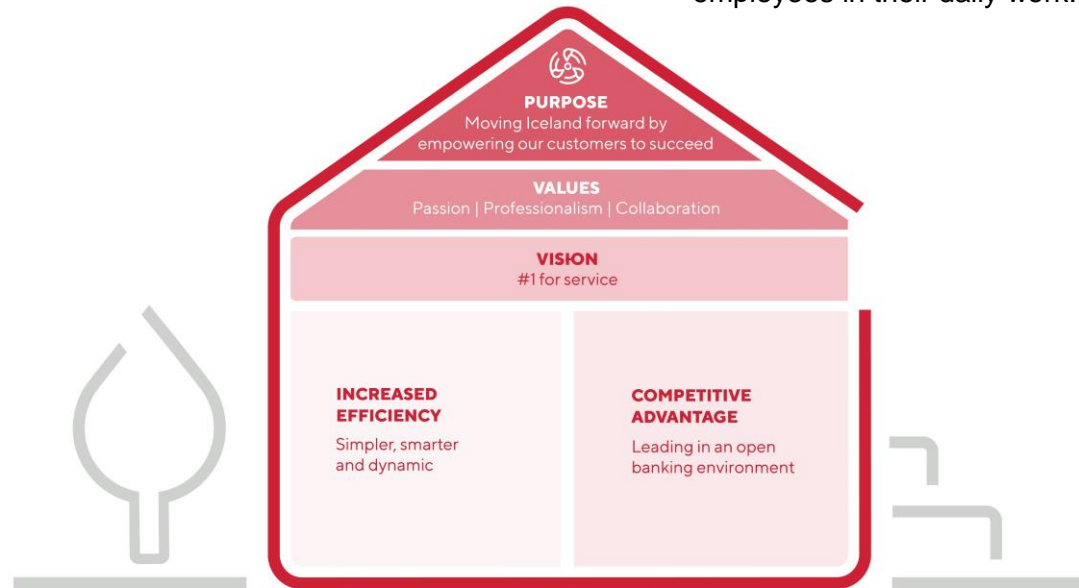 employees in their daily work.
PURPOSE
Moving Iceland forward by
empowering our customers to succeed
VALUES
Passion | Professionalism | Collaboration
VISION
#1 for service
INCREASED
EFFICIENCY
Simpler, smarter
and dynamic
COMPETITIVE
ADVANTAGE
Leading in an open
banking environment